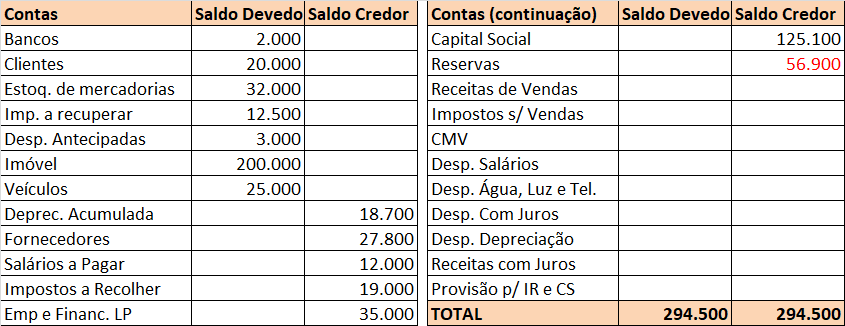 Contas Saldo Devedo Saldo Credor
Bancos 2.000
Clientes 20.000
Estoq. de mercadorias 32.000
Imp. a recuperar 12.500
Desp. Antecipadas 3.000
Imóvel 200.000
Veículos 25.000
Deprec. Acumulada 18.700
Fornecedores 27.800
Salários a Pagar 12.000
Impostos a Recolher 19.000
Emp e Financ. LP 35.000
Contas (continuação) Saldo Devedo Saldo Credor
Capital Social 125.100
Reservas 56.900
Receitas de Vendas
Impostos s/ Vendas
CMV
Desp. Salários
Desp. Água, Luz e Tel.
Desp. Com Juros
Desp. Depreciação
Receitas com Juros
Provisão p/ IR e CS
TOTAL 294.500 294.500